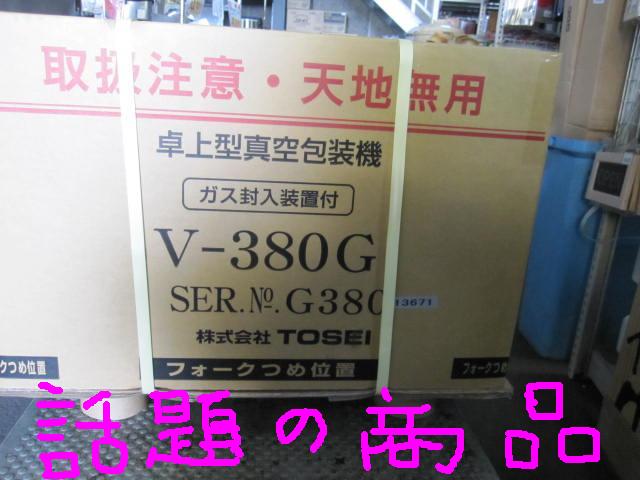 取扱注意・天地無用
卓上型真空包装機
ガス封入装置付
V-380G
SER.№.G380 13671
株式会社 TOSEI
クつめ位置 フォークつめ位置 フォークつめ
話題の商品